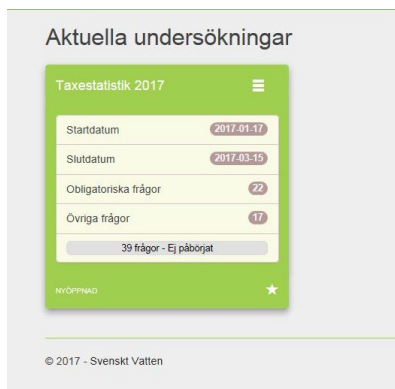 Aktuella undersökningar
Taxestatistik 2017
Startdatum 2017-01-17
Slutdatum 2017-03-15
Obligatoriska frågor 22
Övriga frågor 17
39 frågor - Ej påbörjat
NYÖPPNAD
© 2017 - Svenskt Vatten